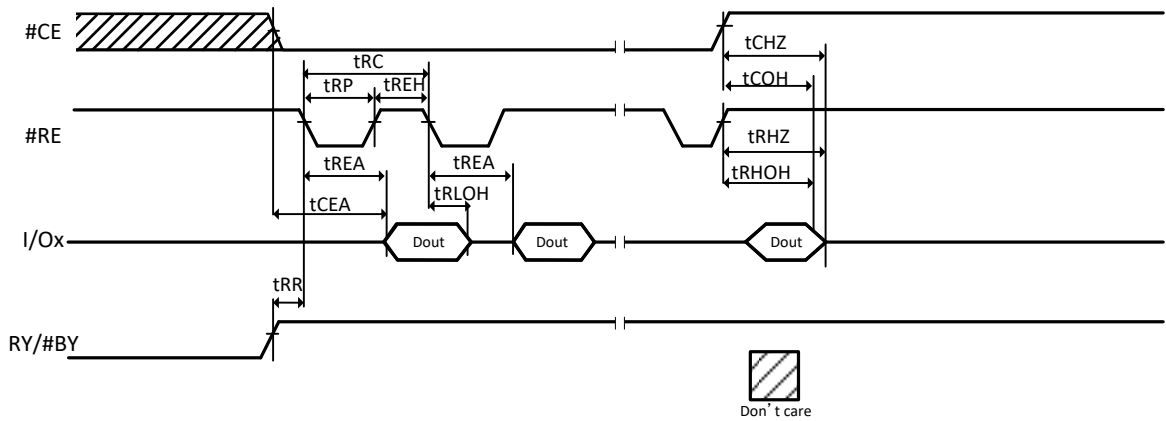 #CE
tCHZ
tRC
tCOH
tRP
tREH
#RE
tRHZ
tREA
tREA
tRHOH
tRLOH
tCEA
I/Ox
Dout
Dout
Dout
tRR
RY/#BY
Don’t care